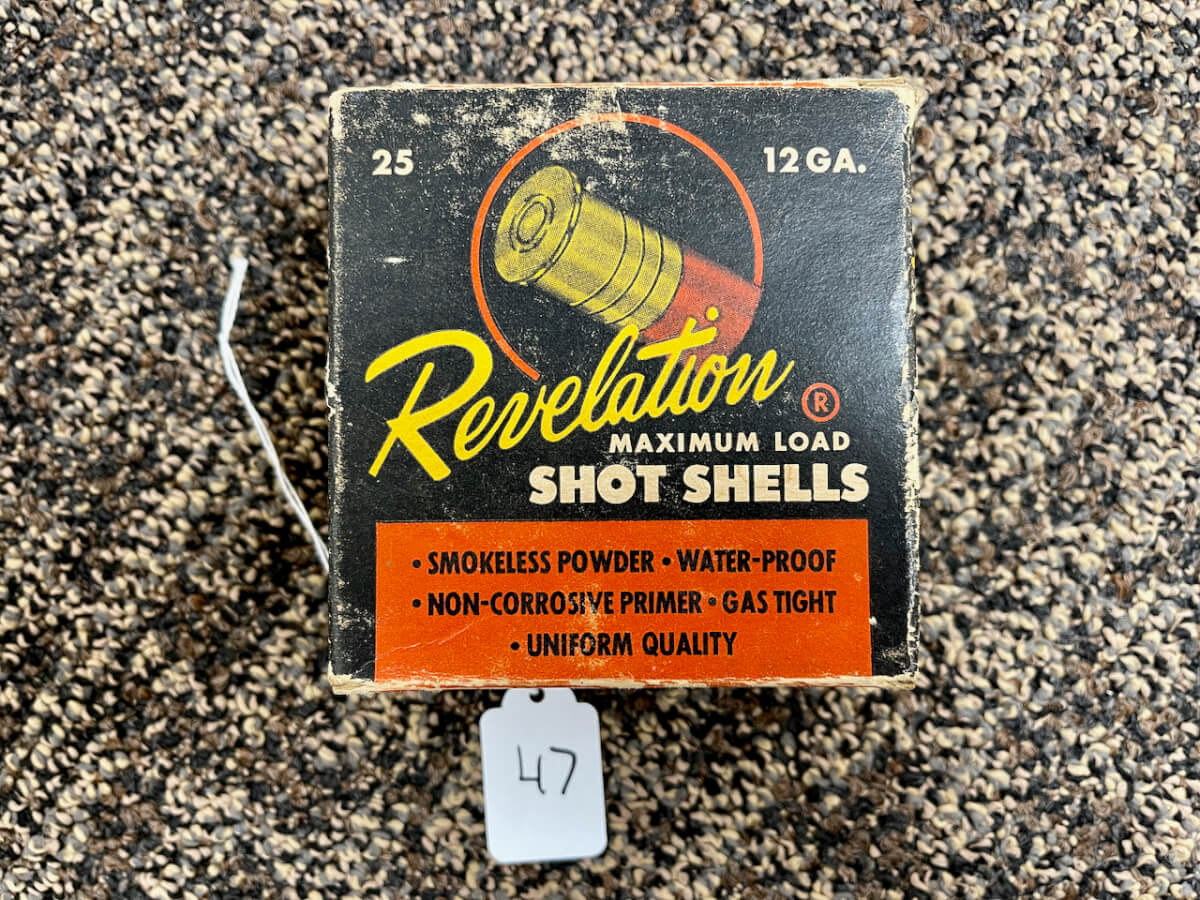 25 12 GA.
Revelation ®
MAXIMUM LOAD
SHOT SHELLS
• SMOKELESS POWDER • WATER-PROOF
• NON-CORROSIVE PRIMER • GAS TIGHT
• UNIFORM QUALITY
47